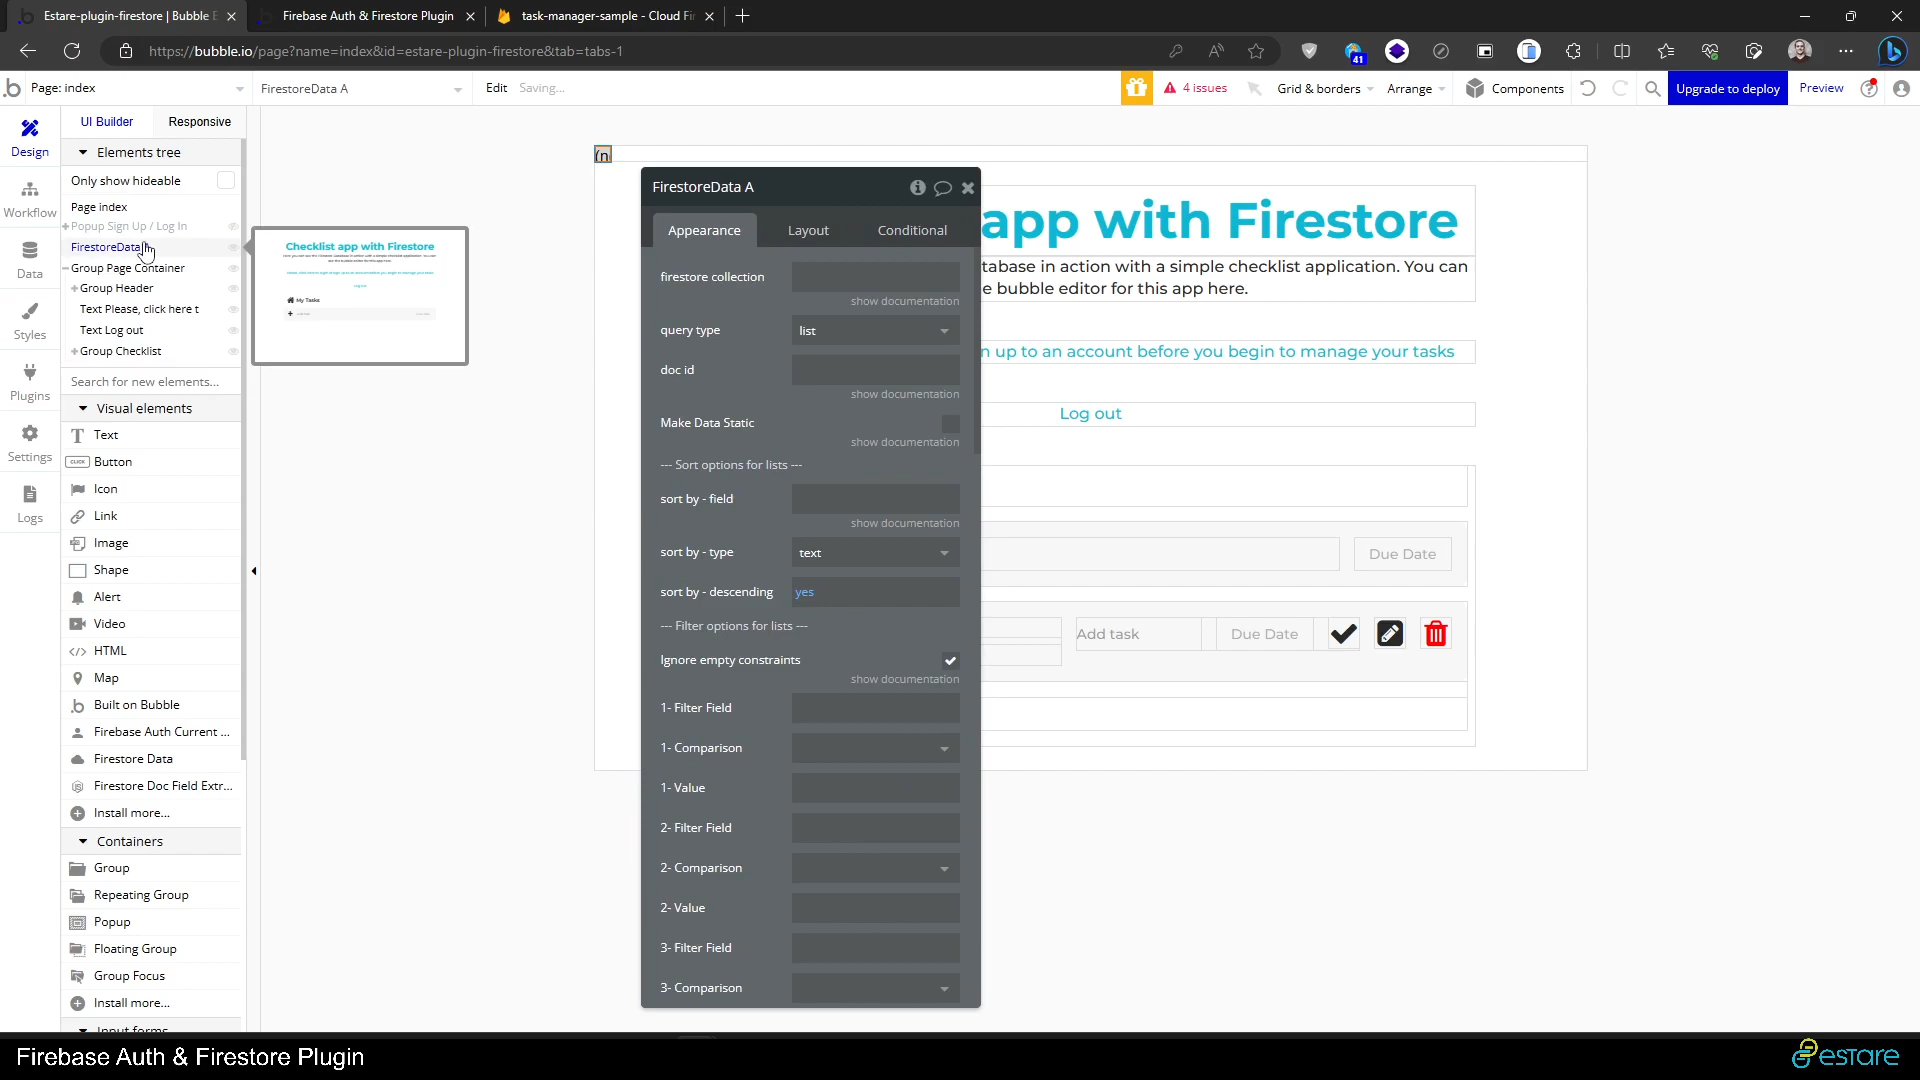 Estare-plugin-firestore | Bubble E
Firebase Auth & Firestore Plugin
task-manager-sample - Cloud Fir
https://bubble.io/page?name=index&id=estare-plugin-firestore&tab=tabs-1
41
Page: index
FirestoreData A
Edit
Saving...
4 issues
Grid & borders
Arrange
Components
Upgrade to deploy
Preview
UI Builder
Responsive
Design
Workflow
Data
Styles
Plugins
Settings
Logs
Elements tree
Only show hideable
Page index
Popup Sign Up / Log In
FirestoreData
Group Page Container
Group Header
Text Please, click here t
Text Log out
Group Checklist
Search for new elements...
Visual elements
Text
Button
Icon
Link
Image
Shape
Alert
Video
HTML
Map
Built on Bubble
Firebase Auth Current ...
Firestore Data
Firestore Doc Field Extr...
Install more...
Containers
Group
Repeating Group
Popup
Floating Group
Group Focus
Install more...
Input forms
Checklist app with Firestore
My Tasks
(n
FirestoreData A
Appearance
Layout
Conditional
firestore collection
show documentation
query type
list
doc id
show documentation
Make Data Static
show documentation
--- Sort options for lists ---
sort by - field
show documentation
sort by - type
text
sort by - descending
yes
--- Filter options for lists ---
Ignore empty constraints
show documentation
1- Filter Field
1- Comparison
1- Value
2- Filter Field
2- Comparison
2- Value
3- Filter Field
3- Comparison
app with Firestore
tabase in action with a simple checklist application. You can
e bubble editor for this app here.
n up to an account before you begin to manage your tasks
Log out
Due Date
Add task
Due Date
Firebase Auth & Firestore Plugin
estare